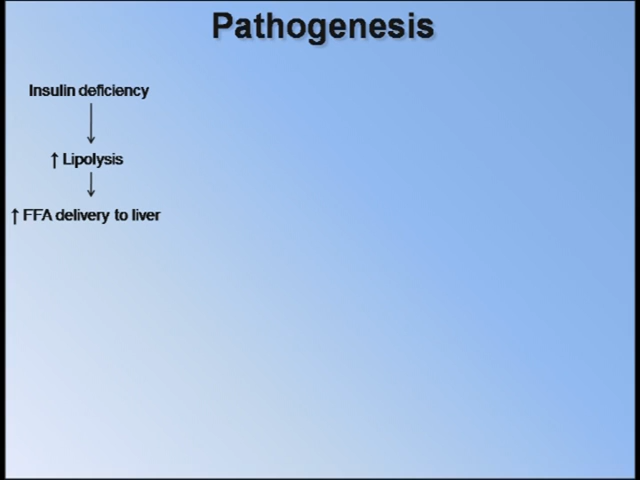 Pathogenesis
Insulin deficiency
↑ Lipolysis
↑ FFA delivery to liver